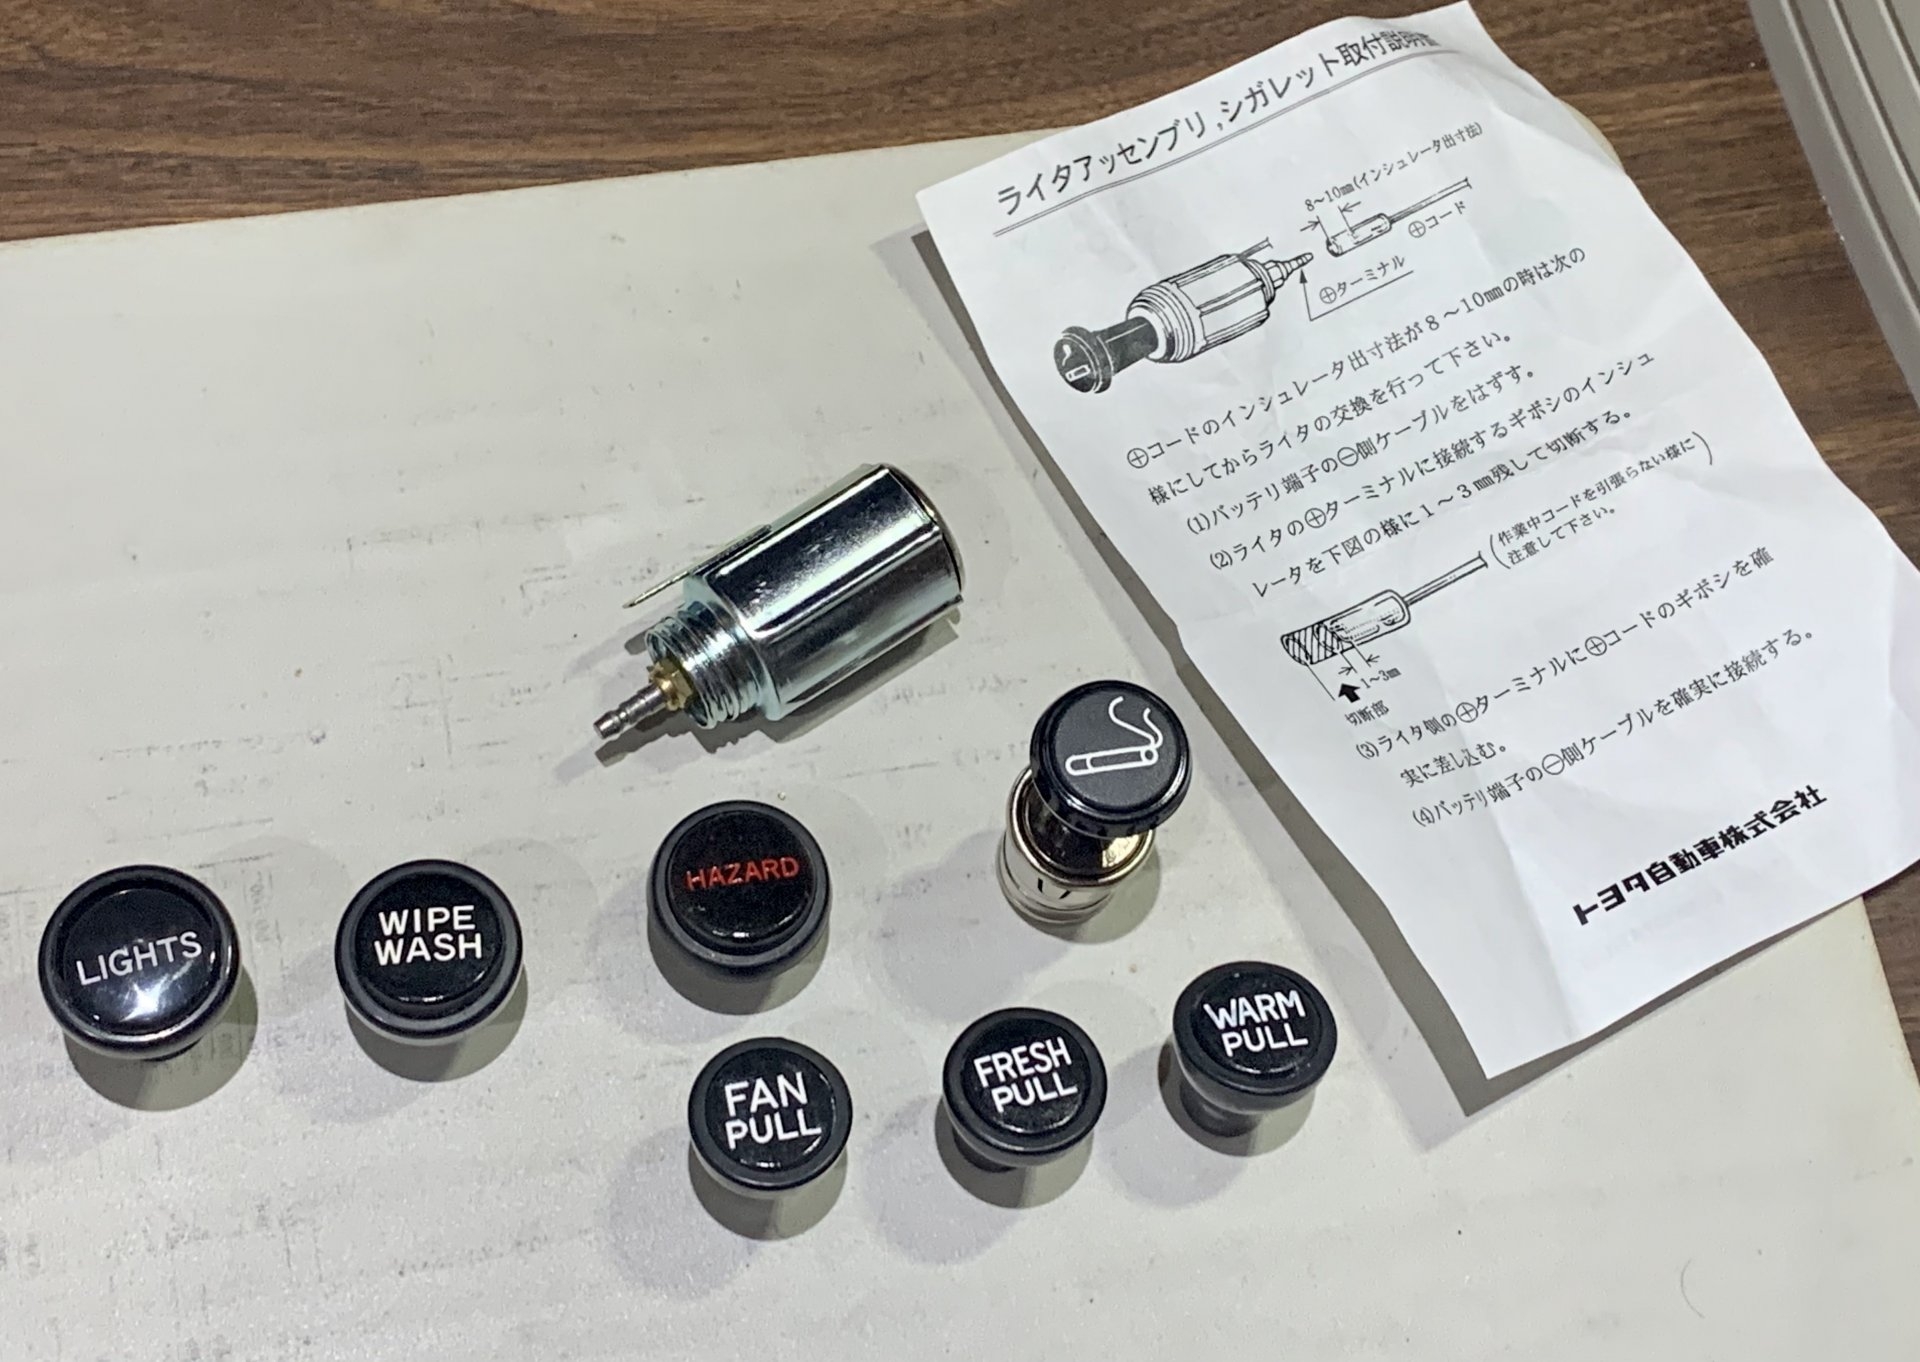 ライタアッセンブリ,シガレット取付説明書
8~10㎜(インシュレータ出寸法)
⊕コード
⊕ターミナル
⊕コードのインシュレータ出寸法が8~10㎜の時は次の
様にしてからライタの交換を行って下さい。
(1)バッテリ端子の⊖側ケーブルをはずす。
(2)ライタの⊕ターミナルに接続するギボシのインシュ
レータを下図の様に1~3㎜残して切断する。
(作業中コードを引張らない様に
注意して下さい。)
1~3㎜
切断部
(3)ライタ側の⊕ターミナルに⊕コードのギボシを確
実に差し込む。
(4)バッテリ端子の⊖側ケーブルを確実に接続する。
トヨタ自動車株式会社
LIGHTS
WIPE
WASH
HAZARD
FAN
PULL
FRESH
PULL
WARM
PULL